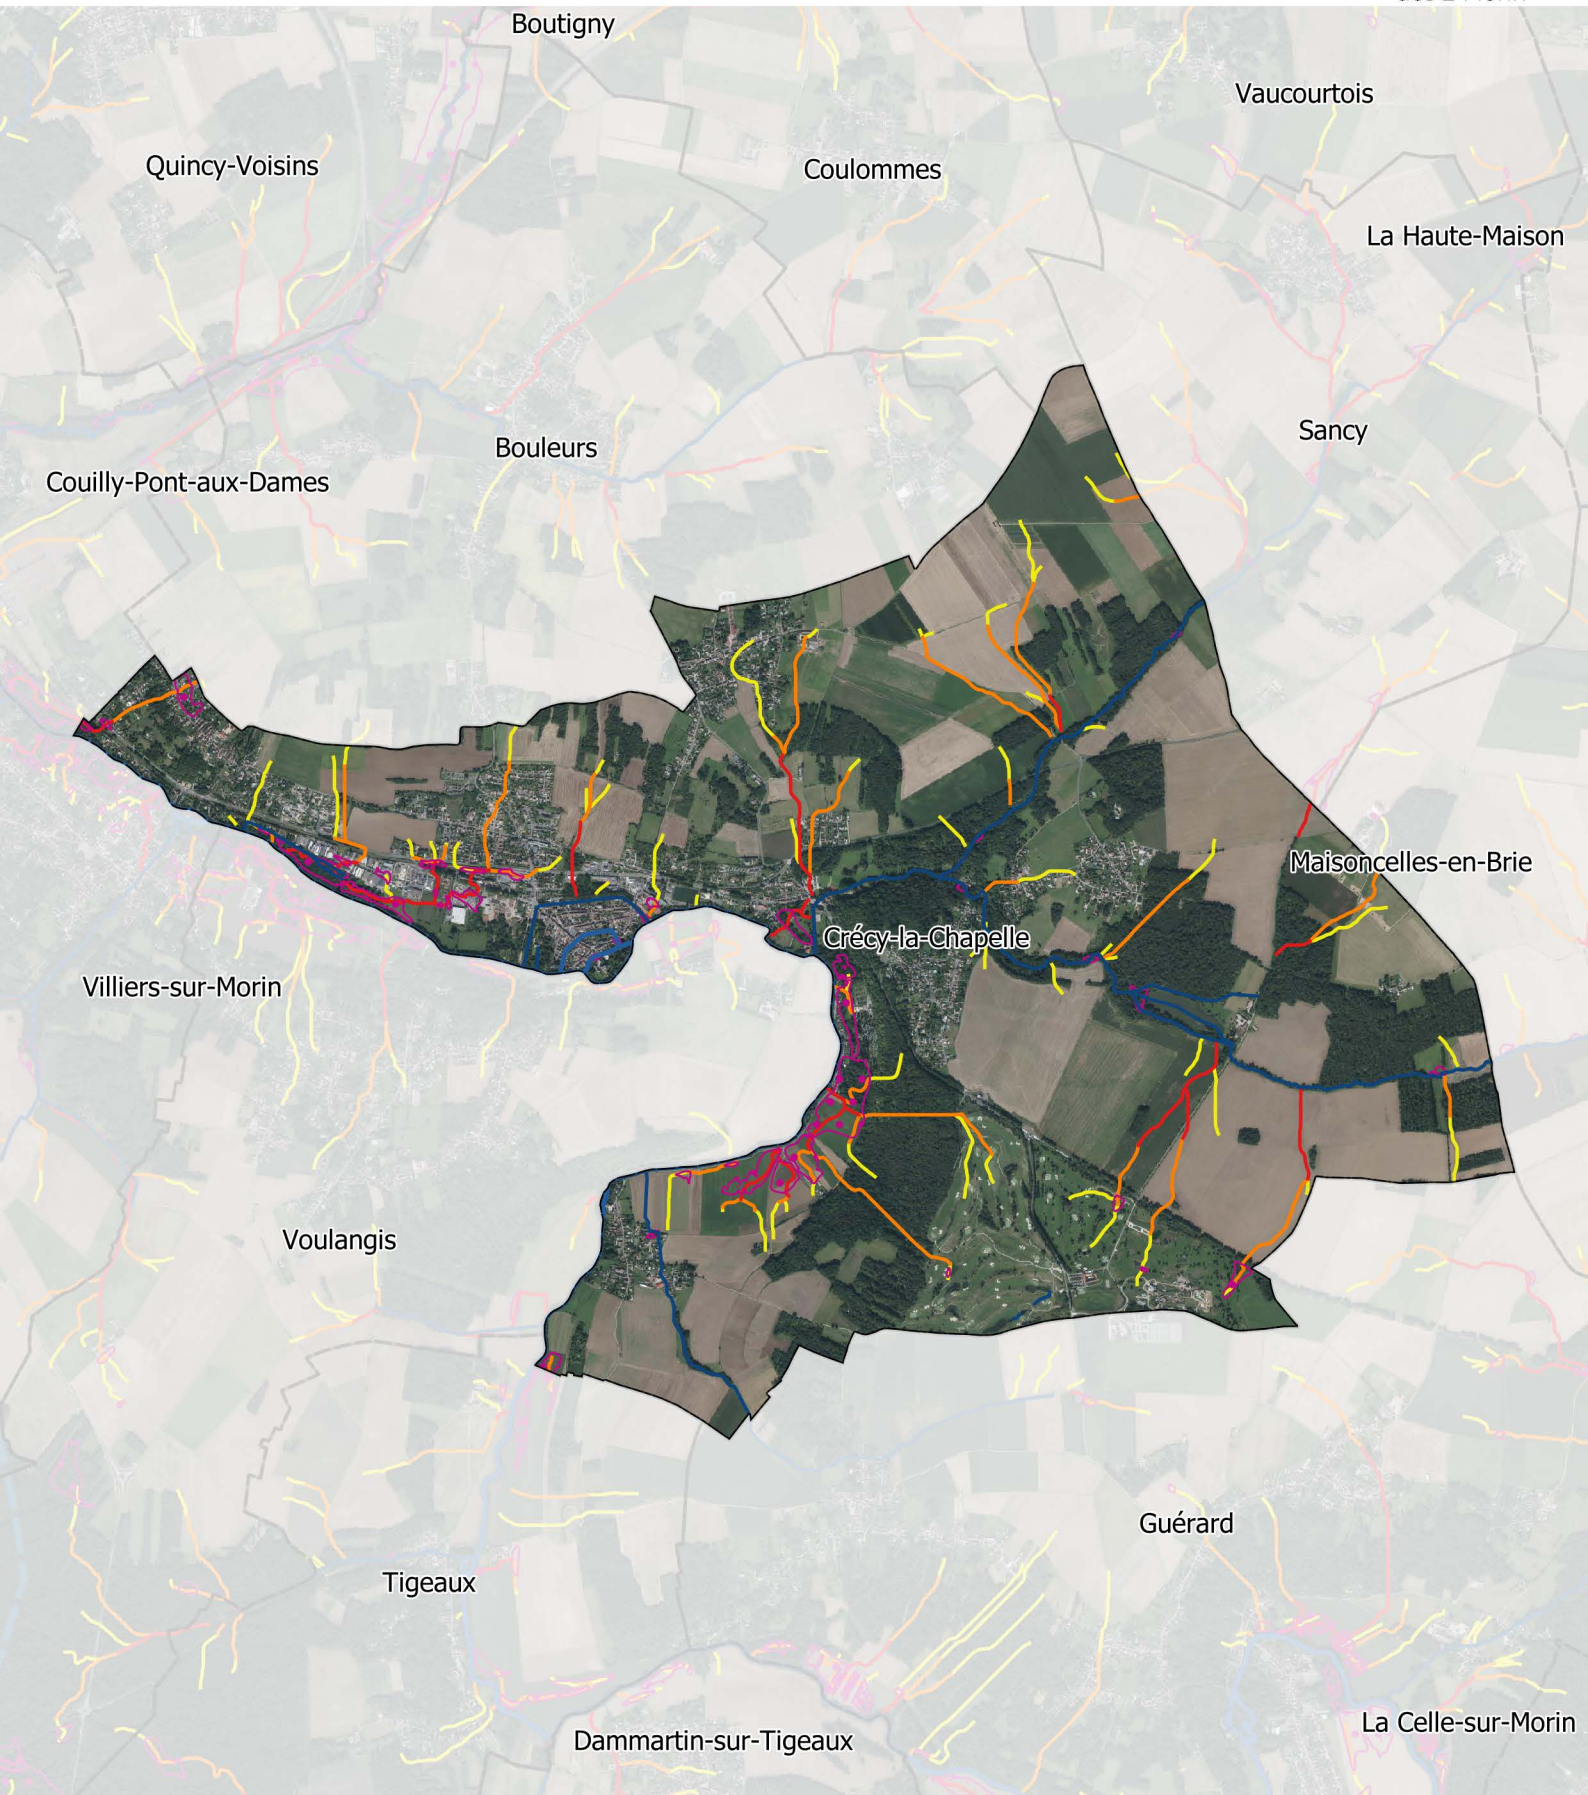 Boutigny
Vaucourtois
Quincy-Voisins
Coulommes
La Haute-Maison
Sancy
Bouleurs
Couilly-Pont-aux-Dames
Maisoncelles-en-Brie
Crécy-la-Chapelle
Villiers-sur-Morin
Voulangis
Guérard
Tigeaux
La Celle-sur-Morin
Dammartin-sur-Tigeaux